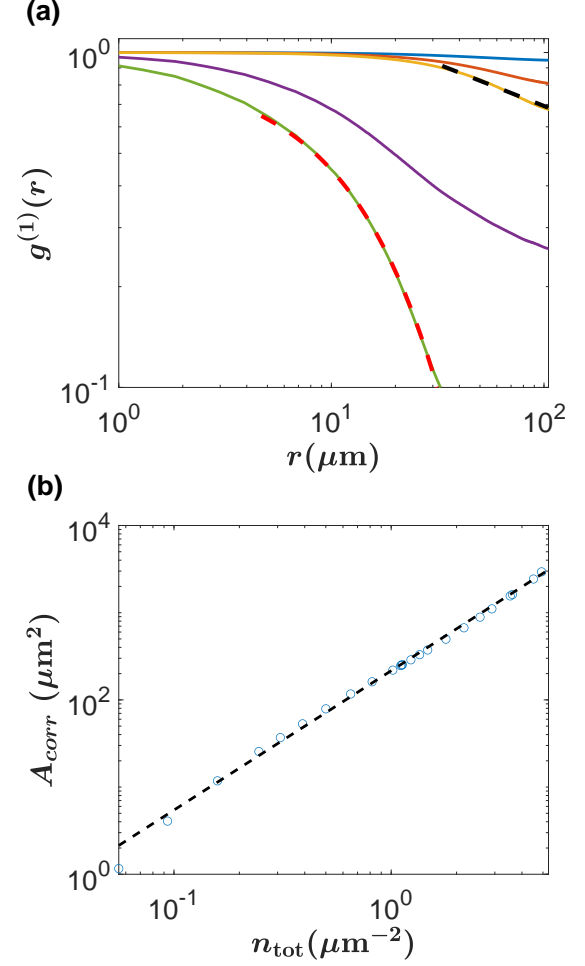 (a)
10^0
g^(1)(r)
10^-1
10^0 10^1 10^2
r(μm)
(b)
10^4
A_corr (μm^2)
10^2
10^0
10^-1 10^0
n_tot(μm^-2)